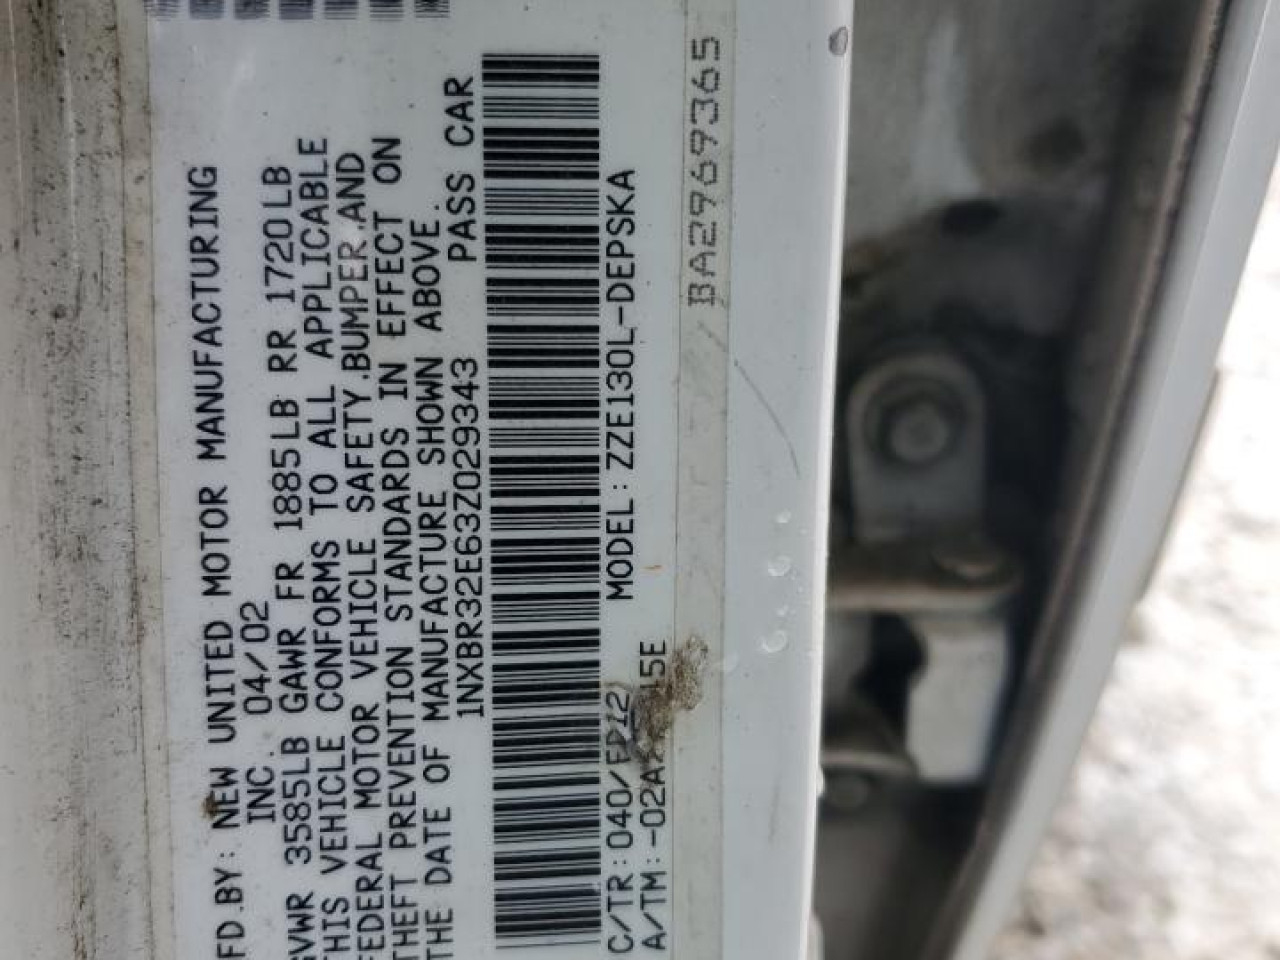 FD.BY: NEW UNITED MOTOR MANUFACTURING
INC. 04/02
GVWR 3585LB GAWR FR 1885LB RR 1720LB
THIS VEHICLE CONFORMS TO ALL APPLICABLE
FEDERAL MOTOR VEHICLE SAFETY.BUMPER.AND
THEFT PREVENTION STANDARDS IN EFFECT ON
THE DATE OF MANUFACTURE SHOWN ABOVE.
1NXBR32E63Z029343 PASS CAR
C/TR:040/FD12 MODEL:ZZE130L-DEPSKA
A/TM:-02A/
BA2969365